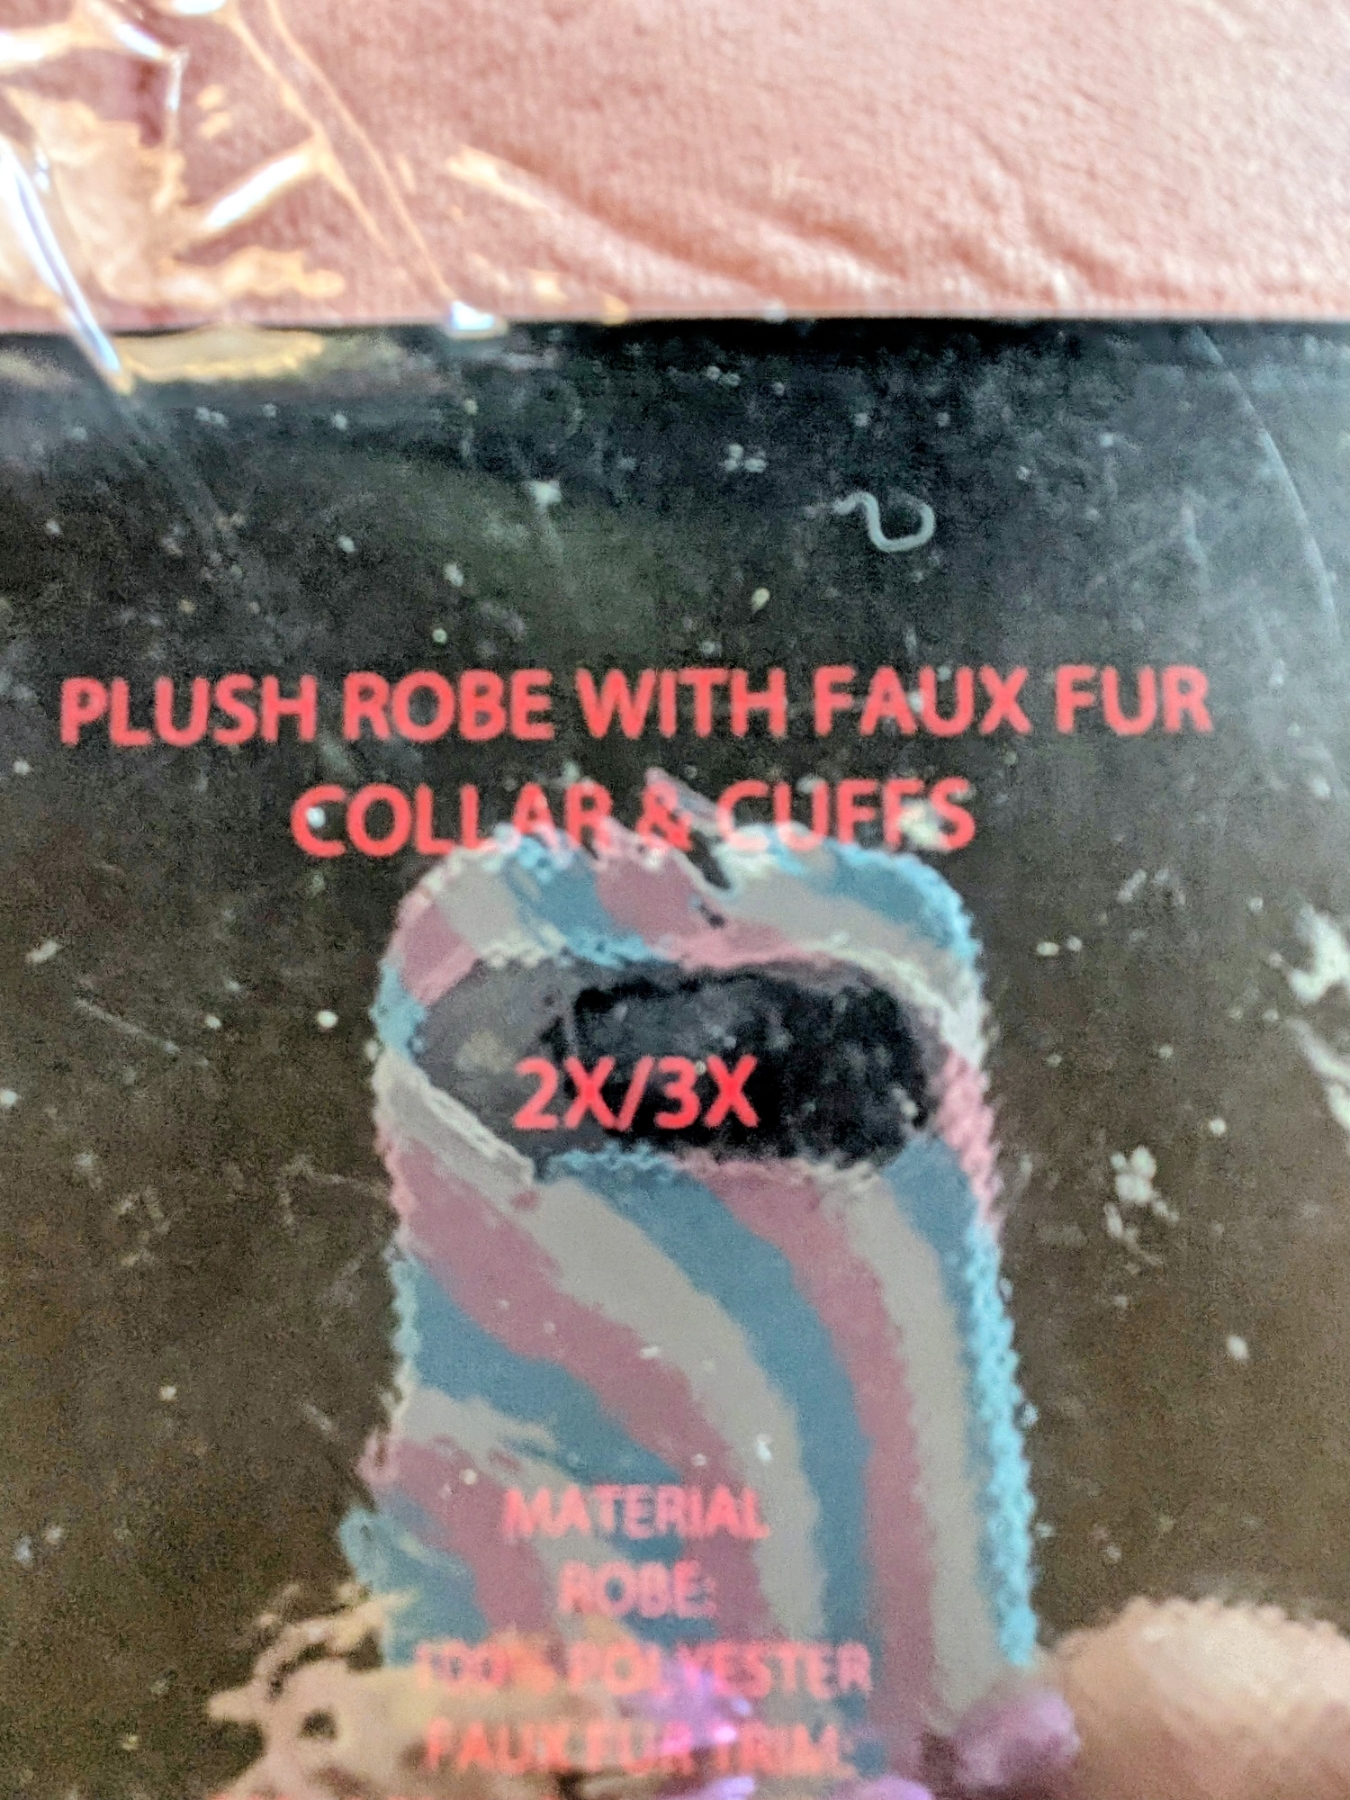 PLUSH ROBE WITH FAUX FUR
COLLAR & CUFFS
2X/3X
MATERIAL
ROBE:
100% POLYESTER
FAUX FUR TRIM: